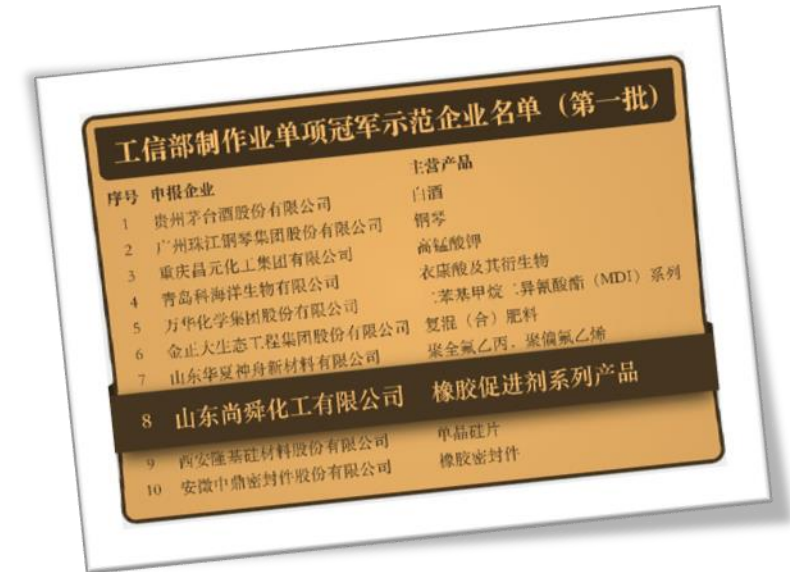 工信部制作业单项冠军示范企业名单（第一批）
序号 申报企业 主营产品
1 贵州茅台酒股份有限公司 白酒
2 广州珠江钢琴集团股份有限公司 钢琴
3 重庆昌元化工集团有限公司 高锰酸钾
4 青岛科海洋生物有限公司 衣康酸及其衍生物
5 万华化学集团股份有限公司 二苯基甲烷二异氰酸酯（MDI）系列
6 金正大生态工程集团股份有限公司 复混（合）肥料
7 山东华夏神舟新材料有限公司 聚全氟乙丙、聚偏氟乙烯
8 山东尚舜化工有限公司 橡胶促进剂系列产品
9 西安隆基硅材料股份有限公司 单晶硅片
10 安徽中鼎密封件股份有限公司 橡胶密封件